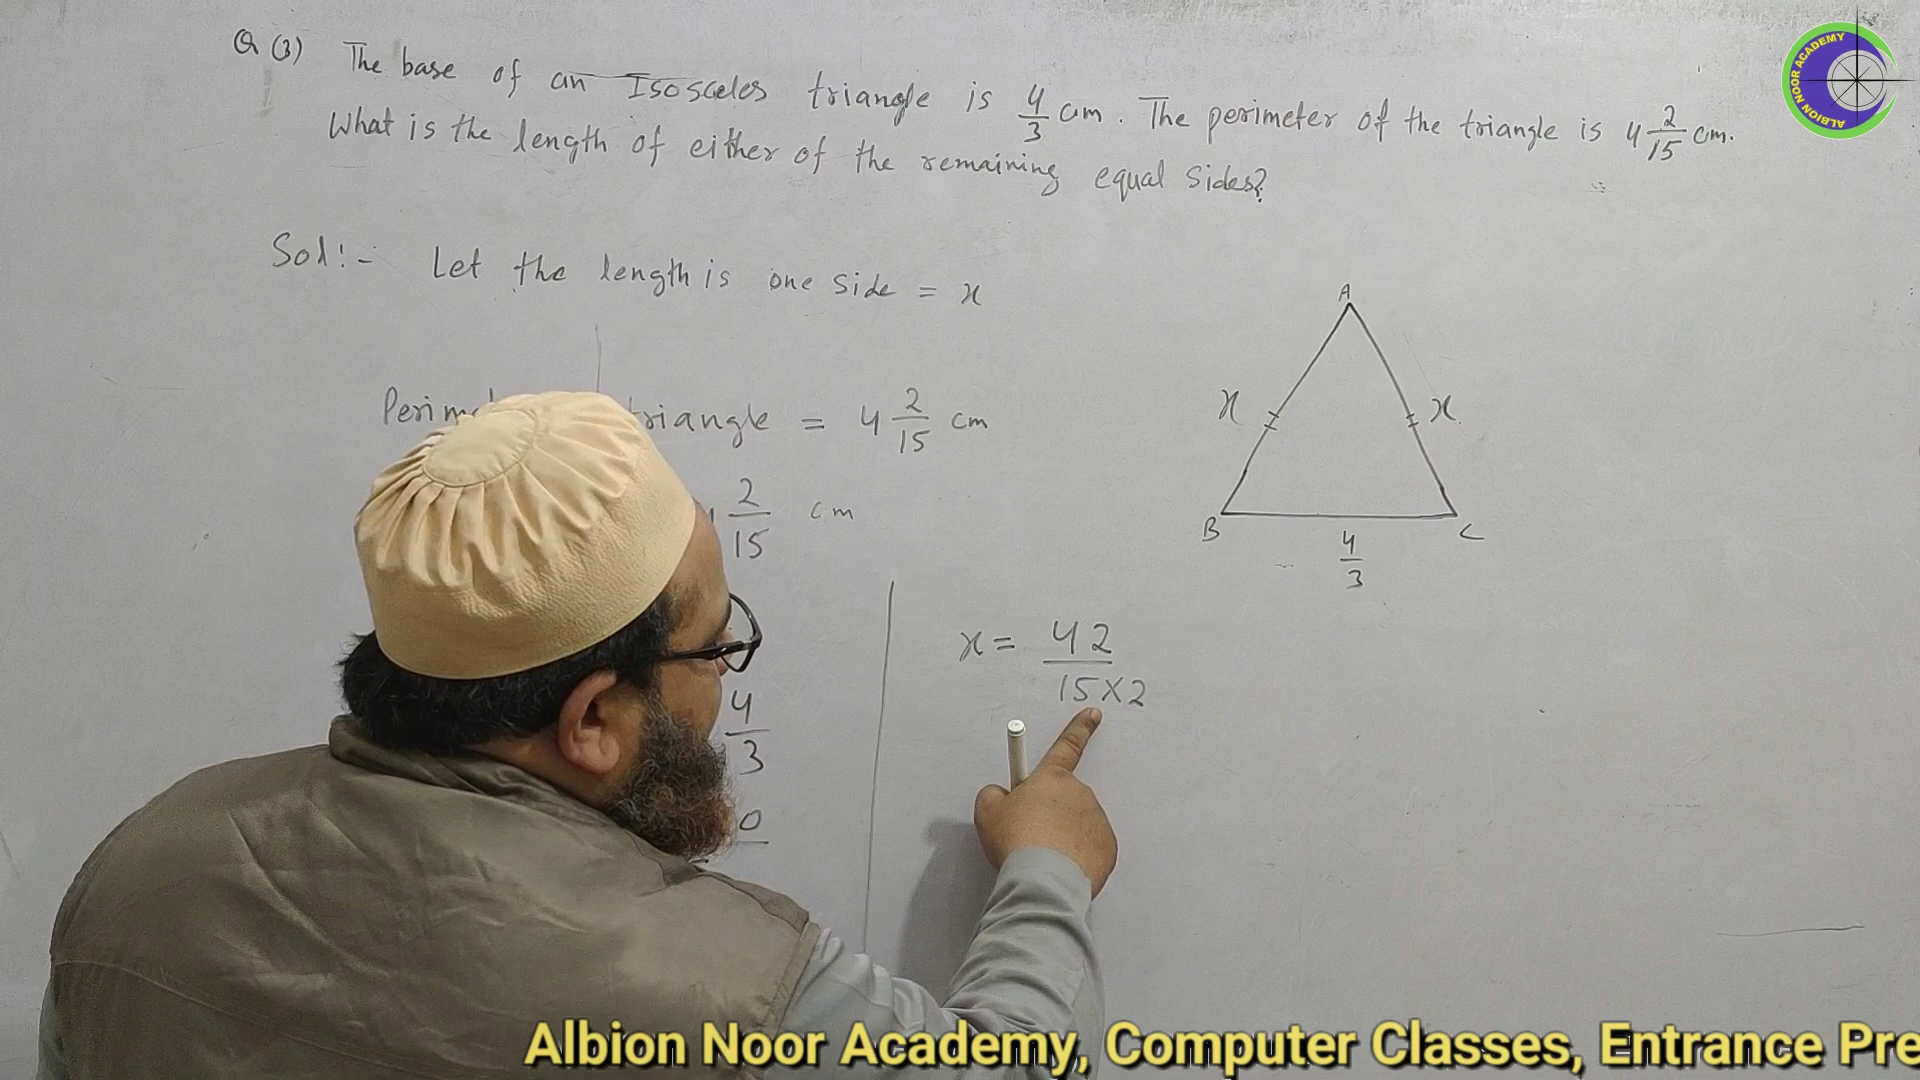 Q (3) The base of an Isosceles triangle is 4/3 cm. The perimeter of the triangle is 4 2/15 cm.
What is the length of either of the remaining equal Sides?
Sol:- Let the length is one side = x
triangle = 4 2/15 cm
2/15 cm
4/3
0
x = 42/15×2
A
x x
B C
4/3
ALBION NOOR ACADEMY
Albion Noor Academy, Computer Classes, Entrance Pre